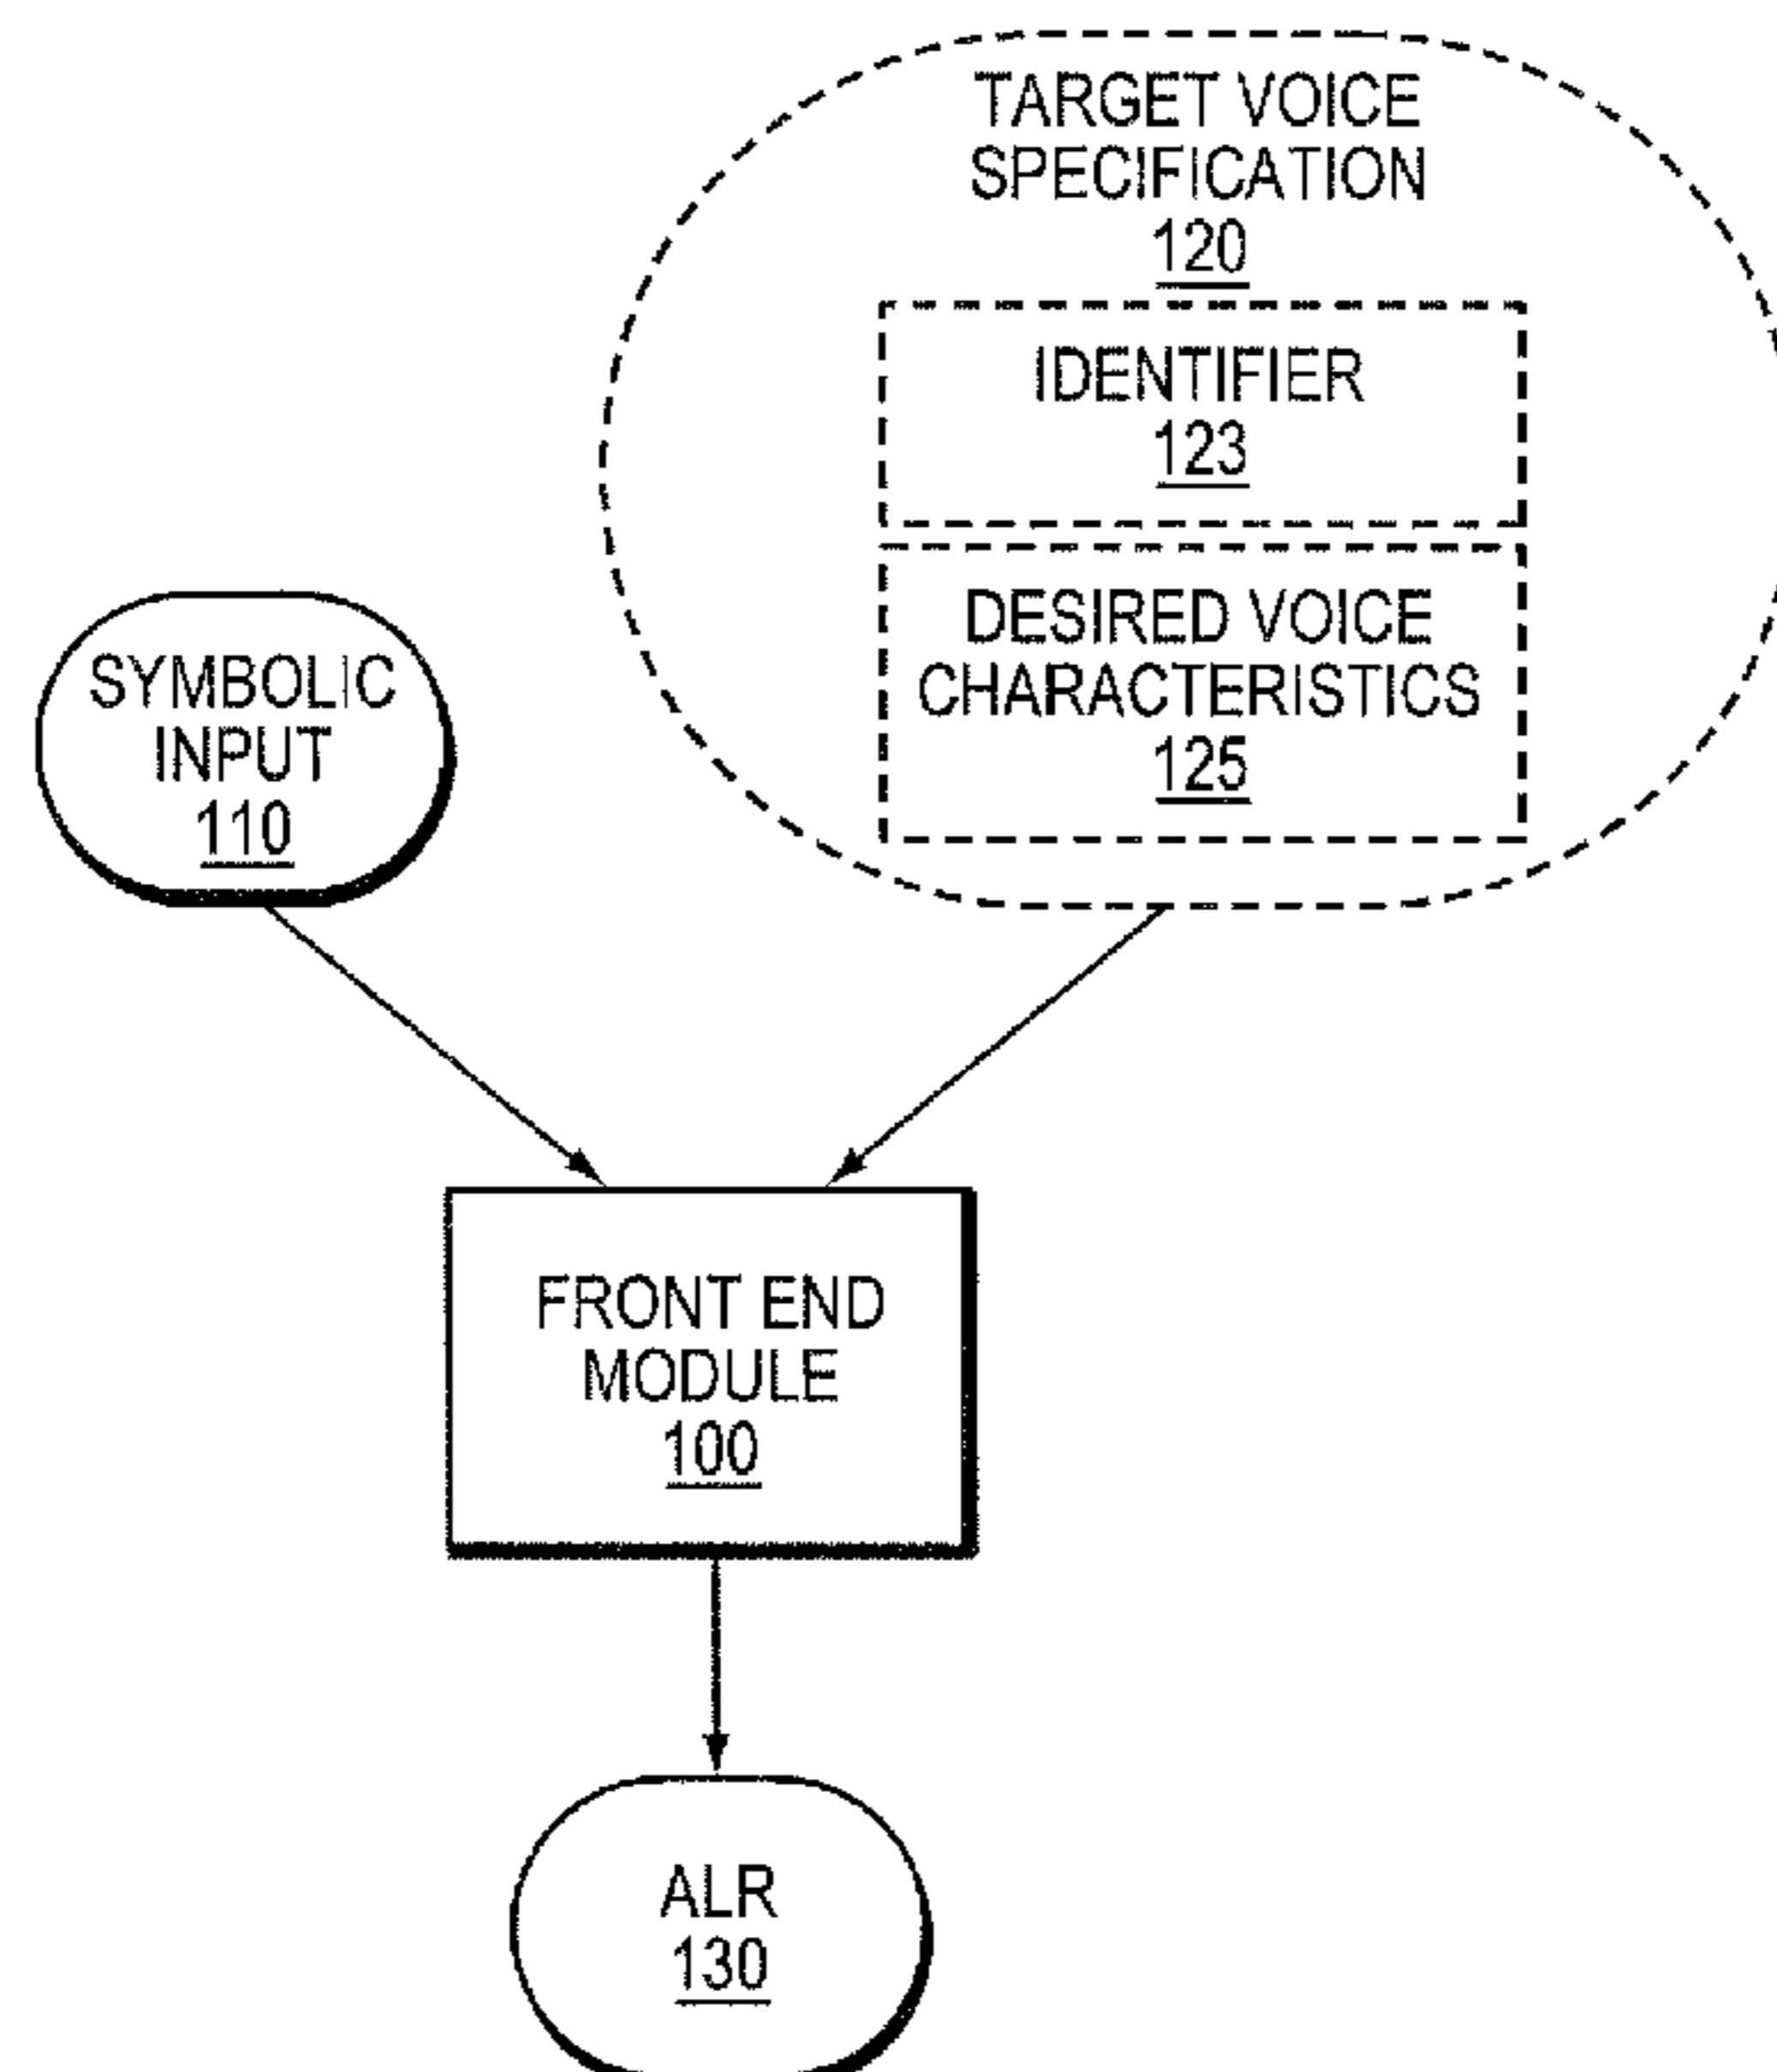 TARGET VOICE
SPECIFICATION
120
IDENTIFIER
123
DESIRED VOICE
CHARACTERISTICS
125
SYMBOLIC
INPUT
110
FRONT END
MODULE
100
ALR
130